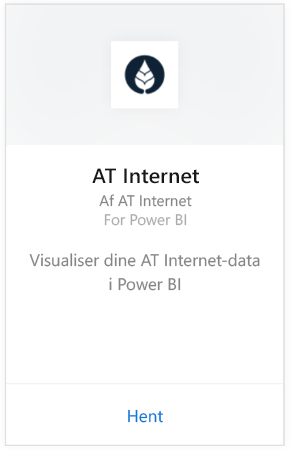 AT Internet
Af AT Internet
For Power BI
Visualiser dine AT Internet-data
i Power BI
Hent